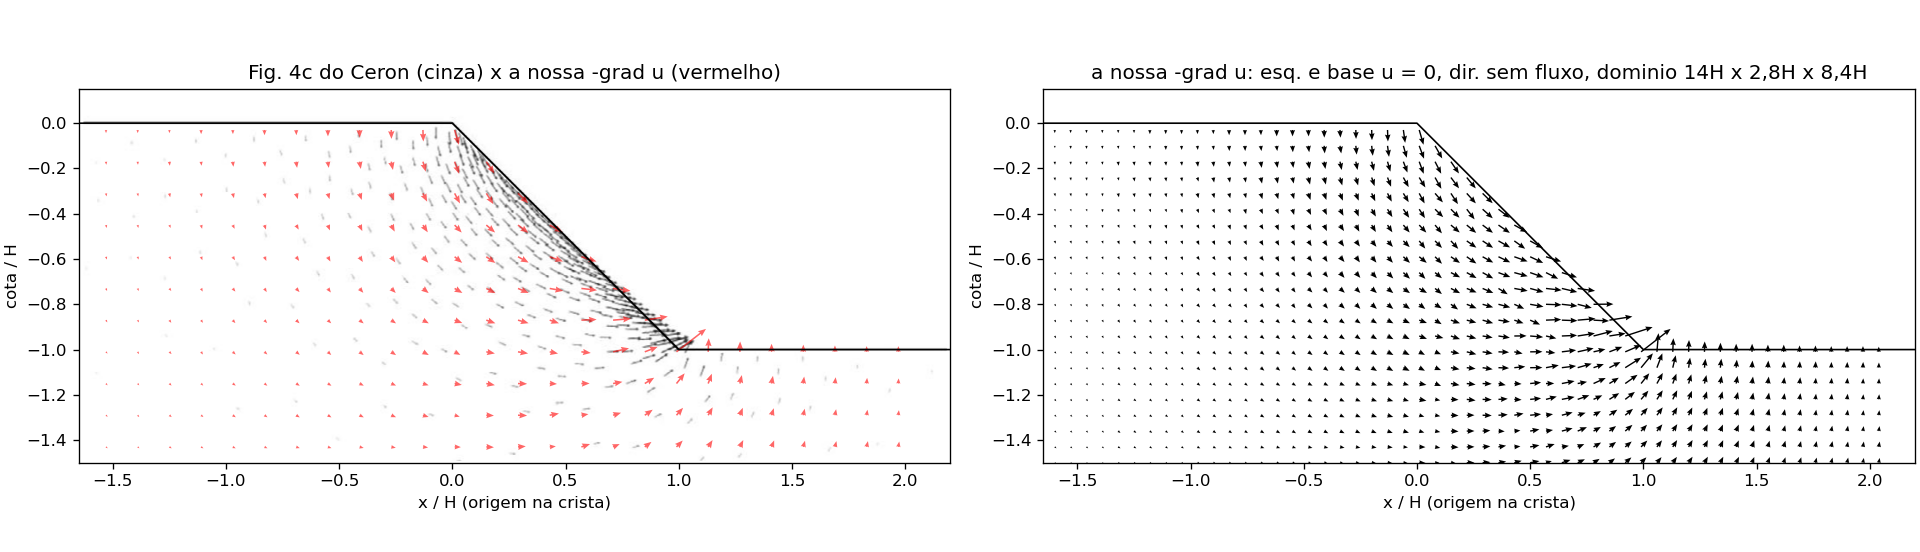 Fig. 4c do Ceron (cinza) x a nossa -grad u (vermelho)
0.0
−0.2
−0.4
−0.6
−0.8
−1.0
−1.2
−1.4
cota / H
−1.5 −1.0 −0.5 0.0 0.5 1.0 1.5 2.0
x / H (origem na crista)
a nossa -grad u: esq. e base u = 0, dir. sem fluxo, dominio 14H x 2,8H x 8,4H
0.0
−0.2
−0.4
−0.6
−0.8
−1.0
−1.2
−1.4
cota / H
−1.5 −1.0 −0.5 0.0 0.5 1.0 1.5 2.0
x / H (origem na crista)